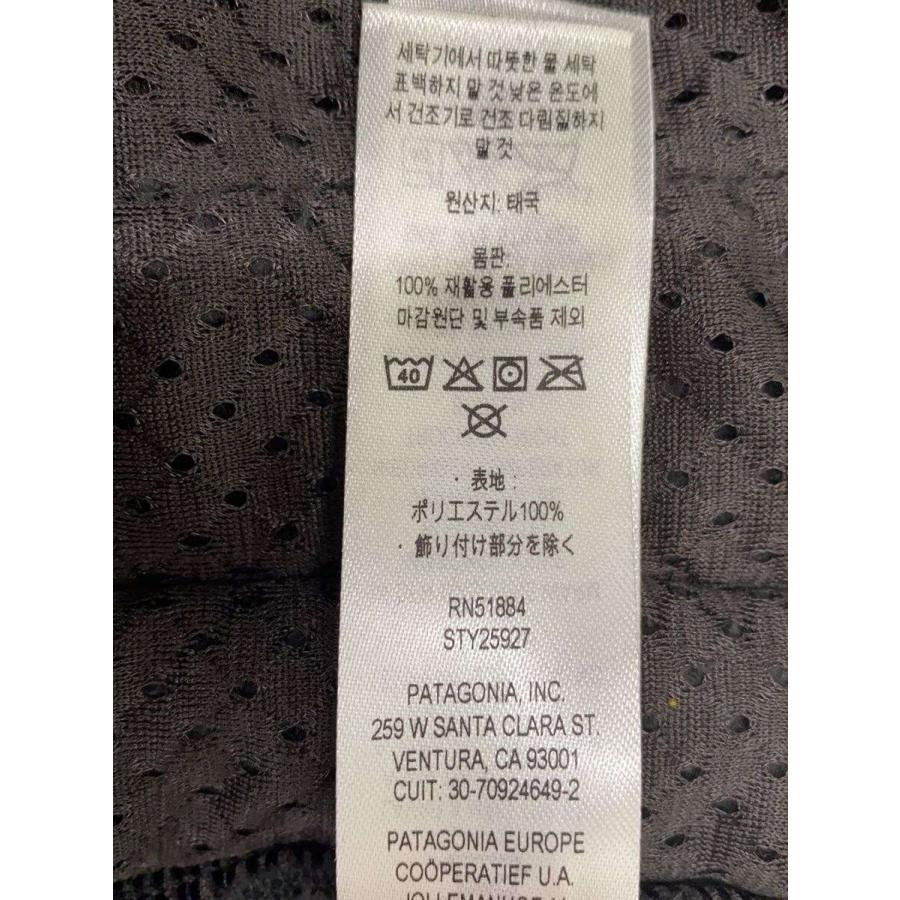 세탁기에서 따뜻한 물 세탁
표백하지 말 것 낮은 온도에
서 건조기로 건조 다림질하지
말 것
원산지: 태국
몸판:
100% 재활용 폴리에스터
마감원단 및 부속품 제외
40
· 表地 :
ポリエステル100%
· 飾り付け部分を除く
RN51884
STY25927
PATAGONIA, INC.
259 W SANTA CLARA ST.
VENTURA, CA 93001
CUIT: 30-70924649-2
PATAGONIA EUROPE
COÖPERATIEF U.A.